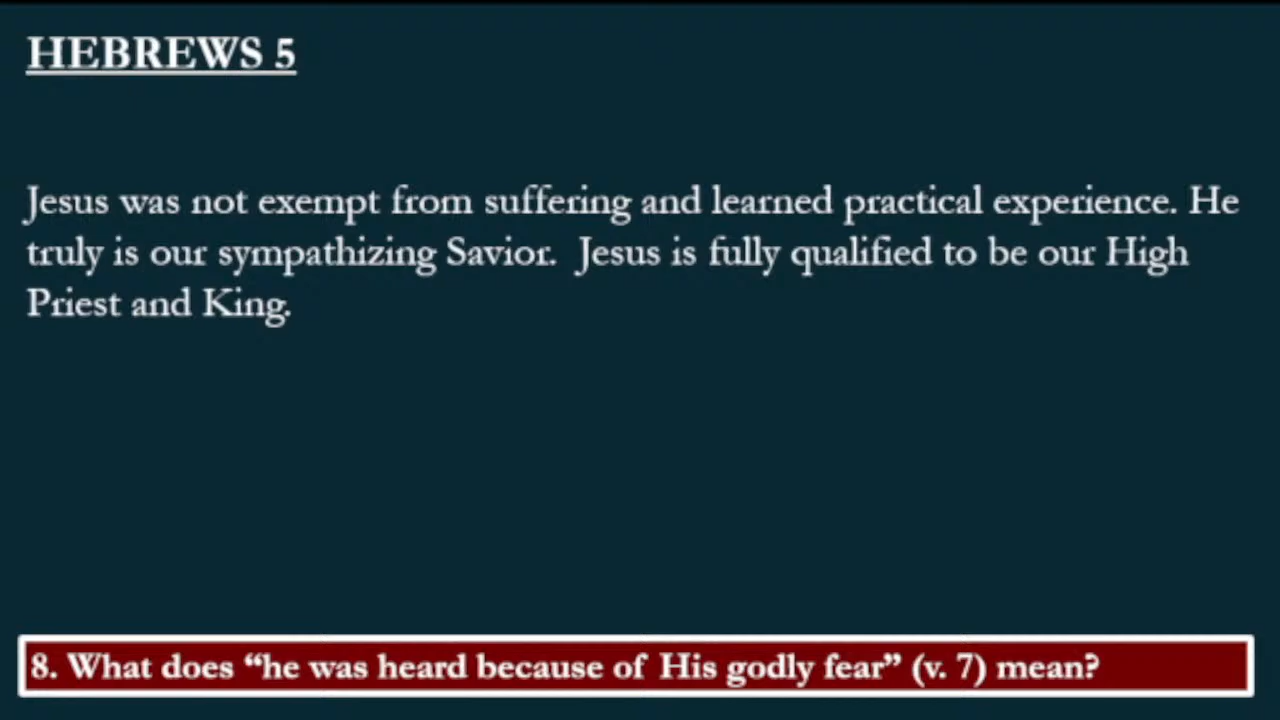 HEBREWS 5
Jesus was not exempt from suffering and learned practical experience. He
truly is our sympathizing Savior.  Jesus is fully qualified to be our High
Priest and King.
8. What does “he was heard because of His godly fear” (v. 7) mean?